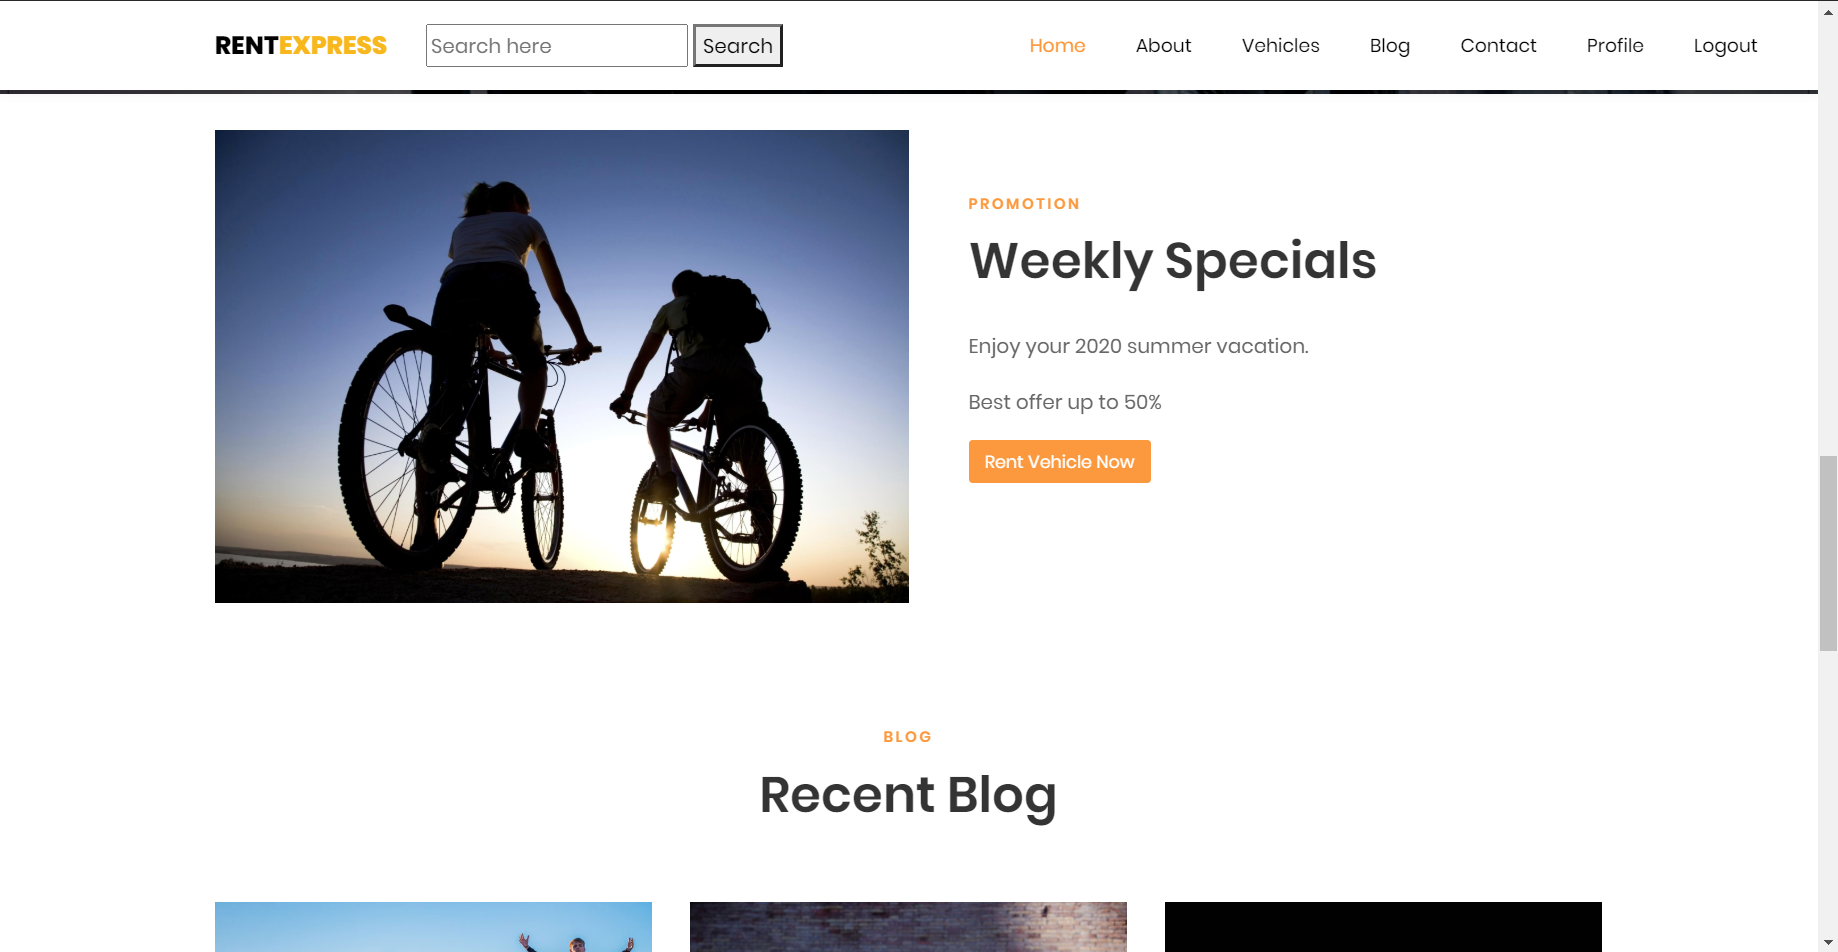 RENTEXPRESS
Search here
Search
Home
About
Vehicles
Blog
Contact
Profile
Logout
PROMOTION
Weekly Specials
Enjoy your 2020 summer vacation.
Best offer up to 50%
Rent Vehicle Now
BLOG
Recent Blog